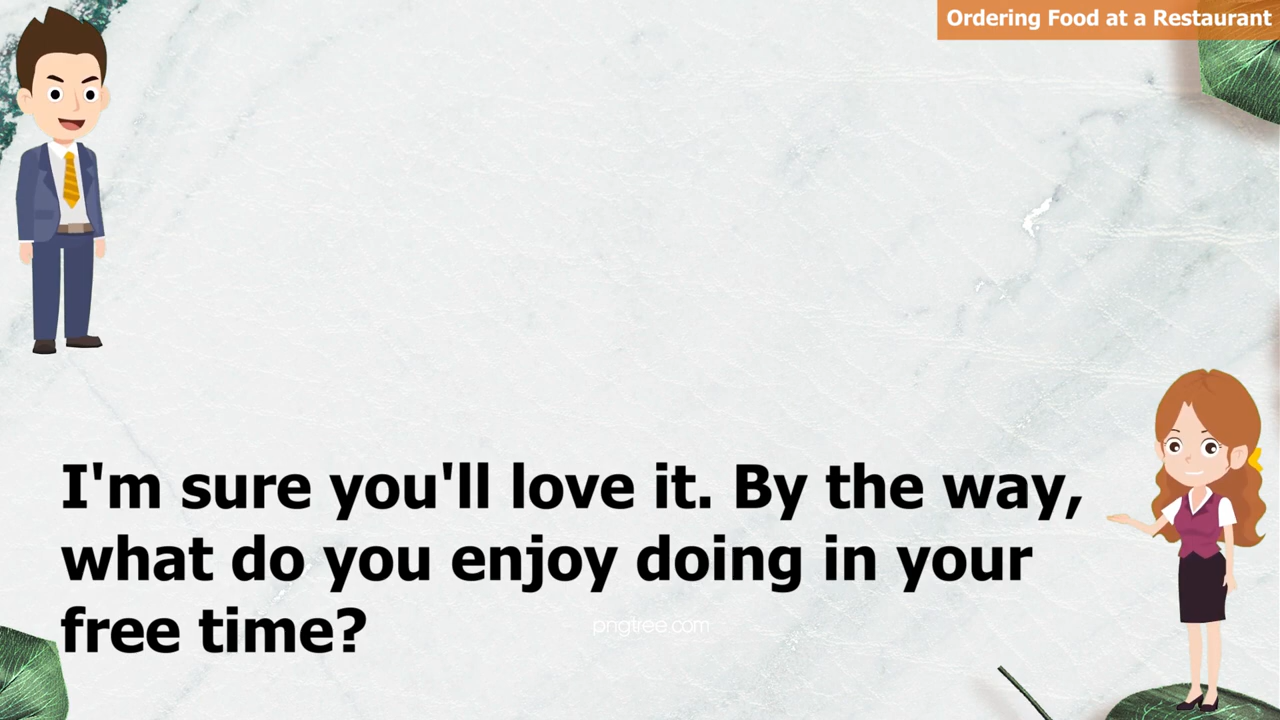 Ordering Food at a Restaurant
I'm sure you'll love it. By the way,
what do you enjoy doing in your
free time?
pngtree.com